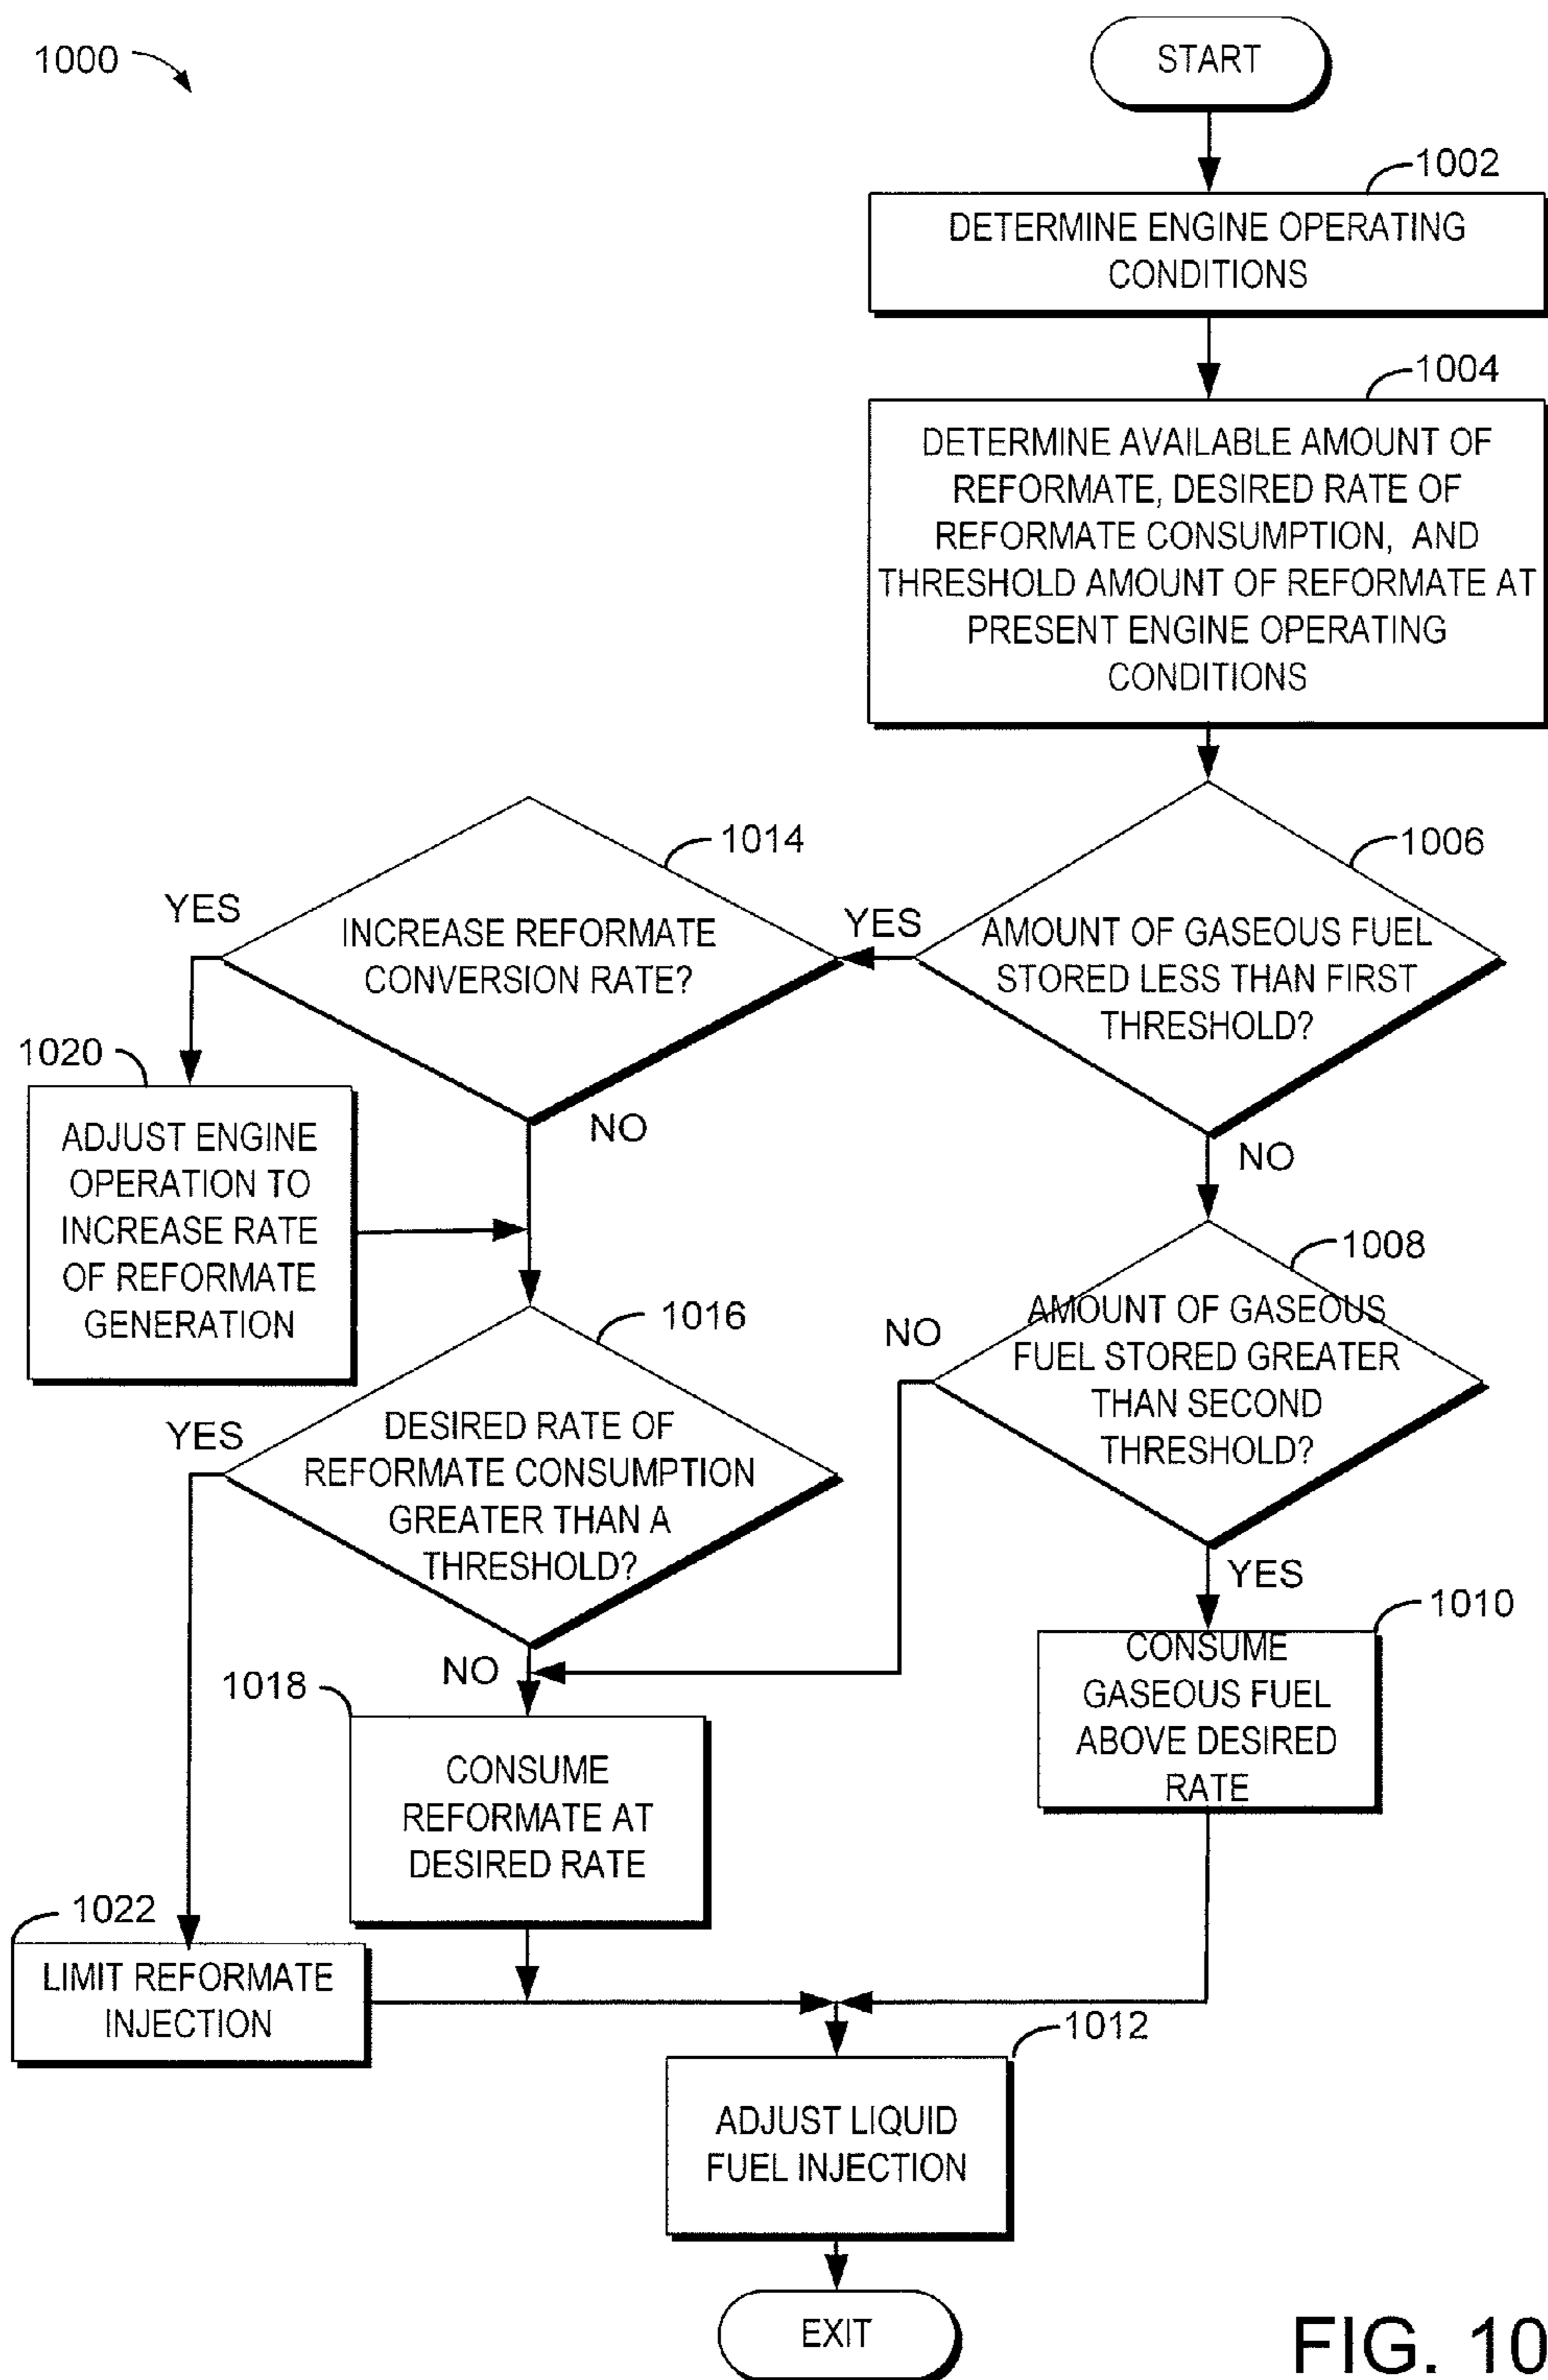 1000
START
1002
DETERMINE ENGINE OPERATING
CONDITIONS
1004
DETERMINE AVAILABLE AMOUNT OF
REFORMATE, DESIRED RATE OF
REFORMATE CONSUMPTION, AND
THRESHOLD AMOUNT OF REFORMATE AT
PRESENT ENGINE OPERATING
CONDITIONS
1006
AMOUNT OF GASEOUS FUEL
STORED LESS THAN FIRST
THRESHOLD?
YES
NO
1014
INCREASE REFORMATE
CONVERSION RATE?
YES
NO
1020
ADJUST ENGINE
OPERATION TO
INCREASE RATE
OF REFORMATE
GENERATION
1008
AMOUNT OF GASEOUS
FUEL STORED GREATER
THAN SECOND
THRESHOLD?
NO
YES
1016
DESIRED RATE OF
REFORMATE CONSUMPTION
GREATER THAN A
THRESHOLD?
YES
NO
1010
CONSUME
GASEOUS FUEL
ABOVE DESIRED
RATE
1018
CONSUME
REFORMATE AT
DESIRED RATE
1022
LIMIT REFORMATE
INJECTION
1012
ADJUST LIQUID
FUEL INJECTION
EXIT
FIG. 10